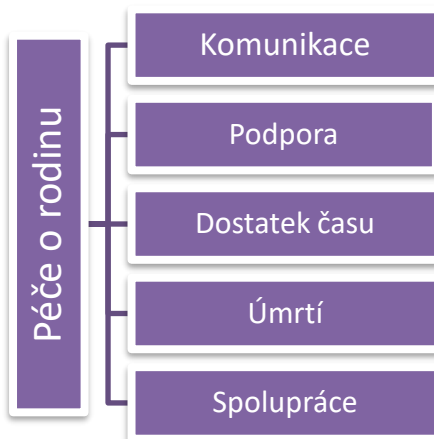 Péče o rodinu
Komunikace
Podpora
Dostatek času
Úmrtí
Spolupráce